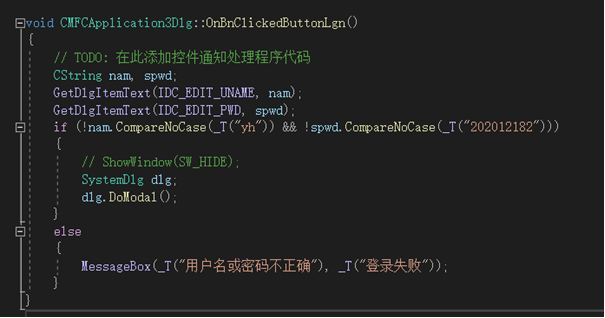 void CMFCApplication3Dlg::OnBnClickedButtonLgn()
{
// TODO: 在此添加控件通知处理程序代码
CString nam, spwd;
GetDlgItemText(IDC_EDIT_UNAME, nam);
GetDlgItemText(IDC_EDIT_PWD, spwd);
if (!nam.CompareNoCase(_T("yh")) && !spwd.CompareNoCase(_T("202012182")))
{
// ShowWindow(SW_HIDE);
SystemDlg dlg;
dlg.DoModal();
}
else
{
MessageBox(_T("用户名或密码不正确"), _T("登录失败"));
}
}